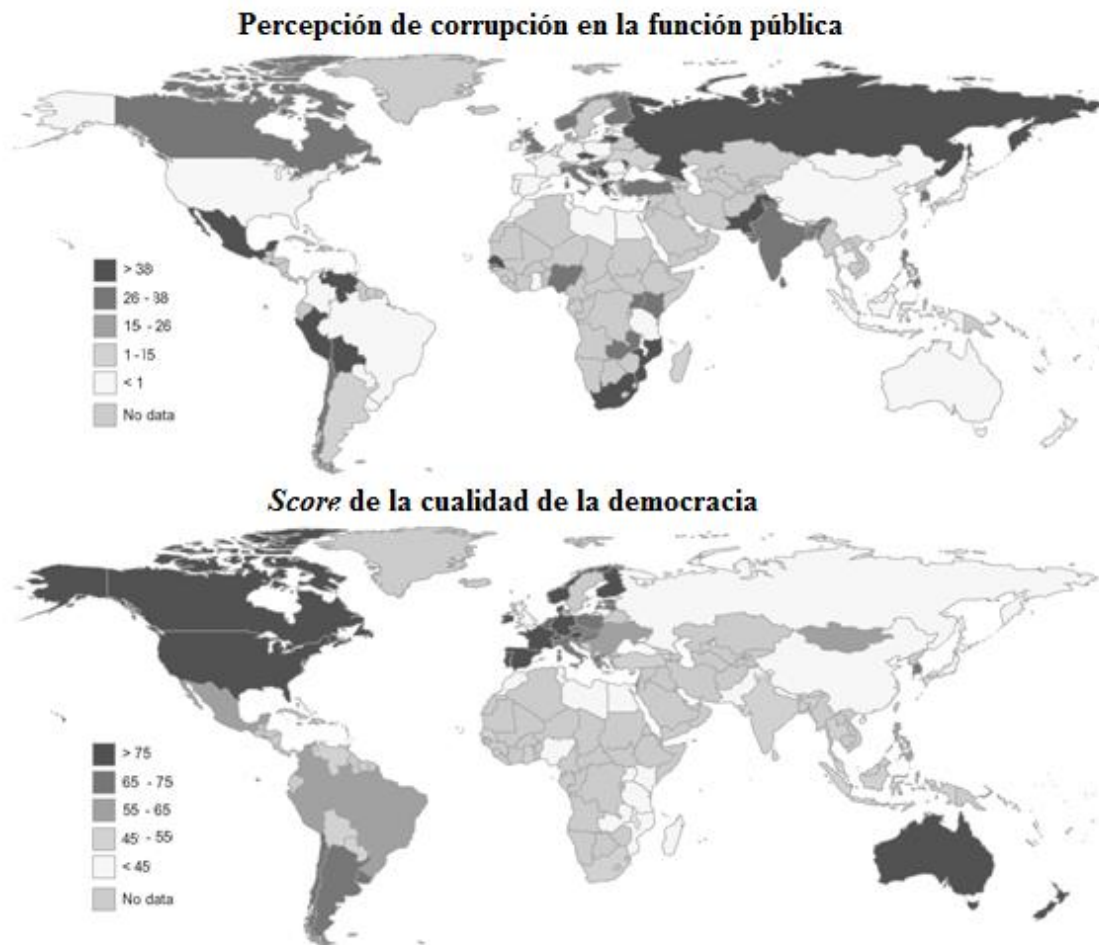 Percepción de corrupción en la función pública
> 38
26 - 38
15 - 26
1 -15
< 1
No data
Score de la cualidad de la democracia
> 75
65 - 75
55 - 65
45 - 55
< 45
No data